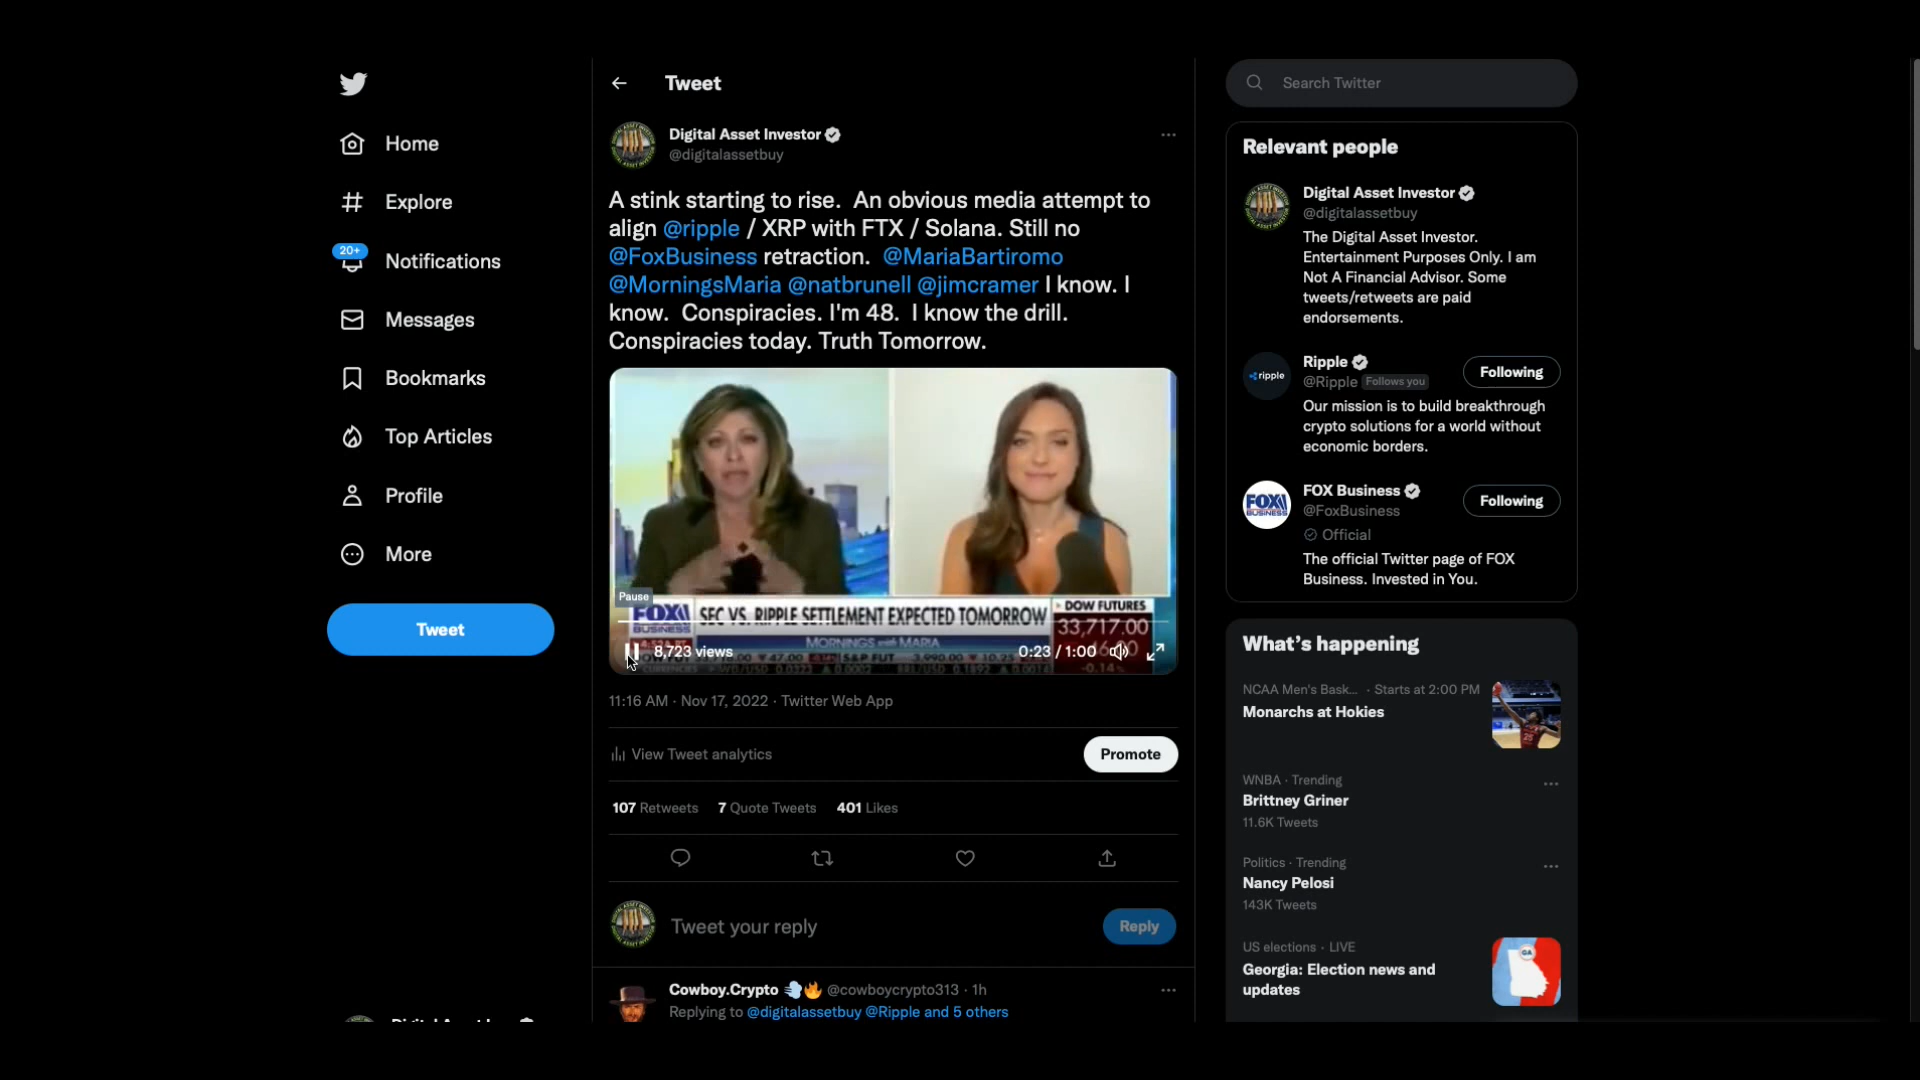 Home
Explore
20+
Notifications
Messages
Bookmarks
Top Articles
Profile
More
Tweet
Tweet
Digital Asset Investor
@digitalassetbuy
A stink starting to rise.  An obvious media attempt to
align @ripple / XRP with FTX / Solana. Still no
@FoxBusiness retraction.  @MariaBartiromo
@MorningsMaria @natbrunell @jimcramer I know. I
know.  Conspiracies. I'm 48.  I know the drill.
Conspiracies today. Truth Tomorrow.
Pause
FOX BUSINESS
SEC VS. RIPPLE SETTLEMENT EXPECTED TOMORROW
MORNINGS with MARIA
DOW FUTURES
33,717.00
-0.14%
8,723 views
0:23 / 1:00
11:16 AM · Nov 17, 2022 · Twitter Web App
View Tweet analytics
Promote
107 Retweets 7 Quote Tweets 401 Likes
Tweet your reply
Reply
Cowboy.Crypto @cowboycrypto313 · 1h
Replying to @digitalassetbuy @Ripple and 5 others
Search Twitter
Relevant people
Digital Asset Investor
@digitalassetbuy
The Digital Asset Investor.
Entertainment Purposes Only. I am
Not A Financial Advisor. Some
tweets/retweets are paid
endorsements.
ripple
Ripple
@Ripple Follows you
Following
Our mission is to build breakthrough
crypto solutions for a world without
economic borders.
FOX BUSINESS
FOX Business
@FoxBusiness
Following
Official
The official Twitter page of FOX
Business. Invested in You.
What's happening
NCAA Men's Bask... · Starts at 2:00 PM
Monarchs at Hokies
WNBA · Trending
Brittney Griner
11.6K Tweets
Politics · Trending
Nancy Pelosi
143K Tweets
US elections · LIVE
Georgia: Election news and
updates
GA